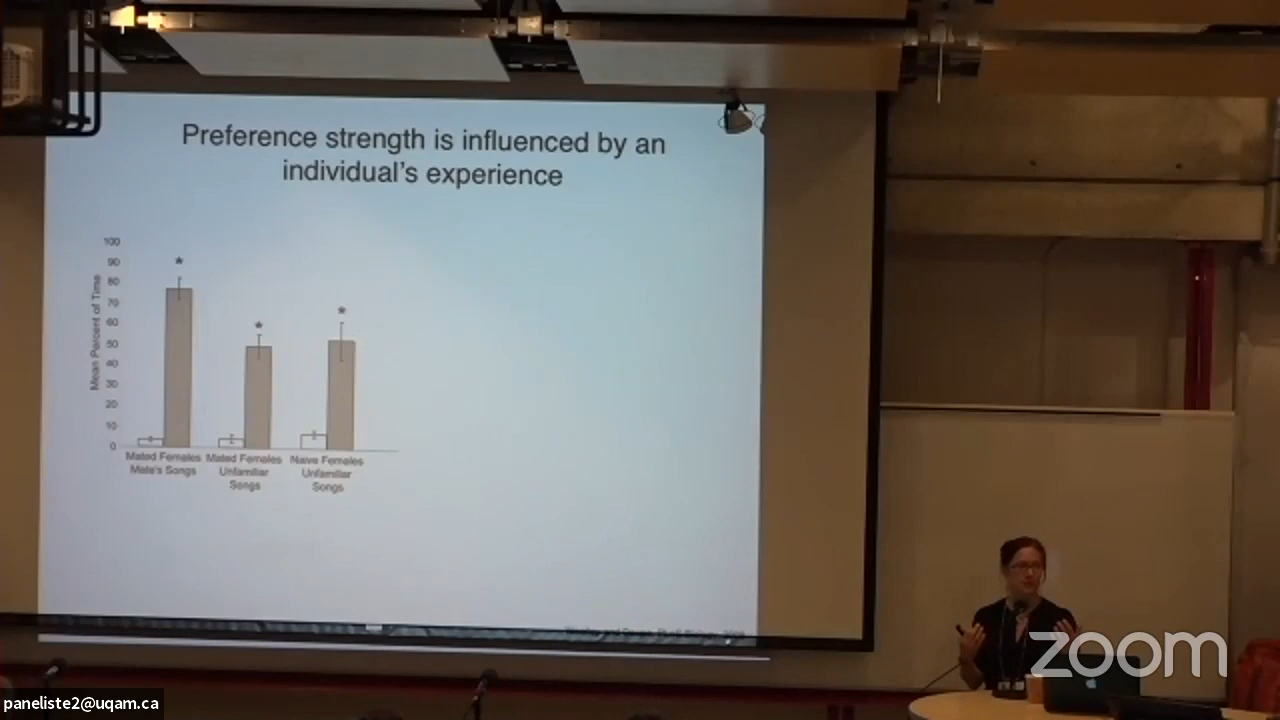 Preference strength is influenced by an
individual's experience
100
90
80
70
60
50
40
30
20
10
0
Mean Percent of Time
*
*
*
Mated Females
Mate's Songs
Mated Females
Unfamiliar
Songs
Naive Females
Unfamiliar
Songs
zoom
paneliste2@uqam.ca